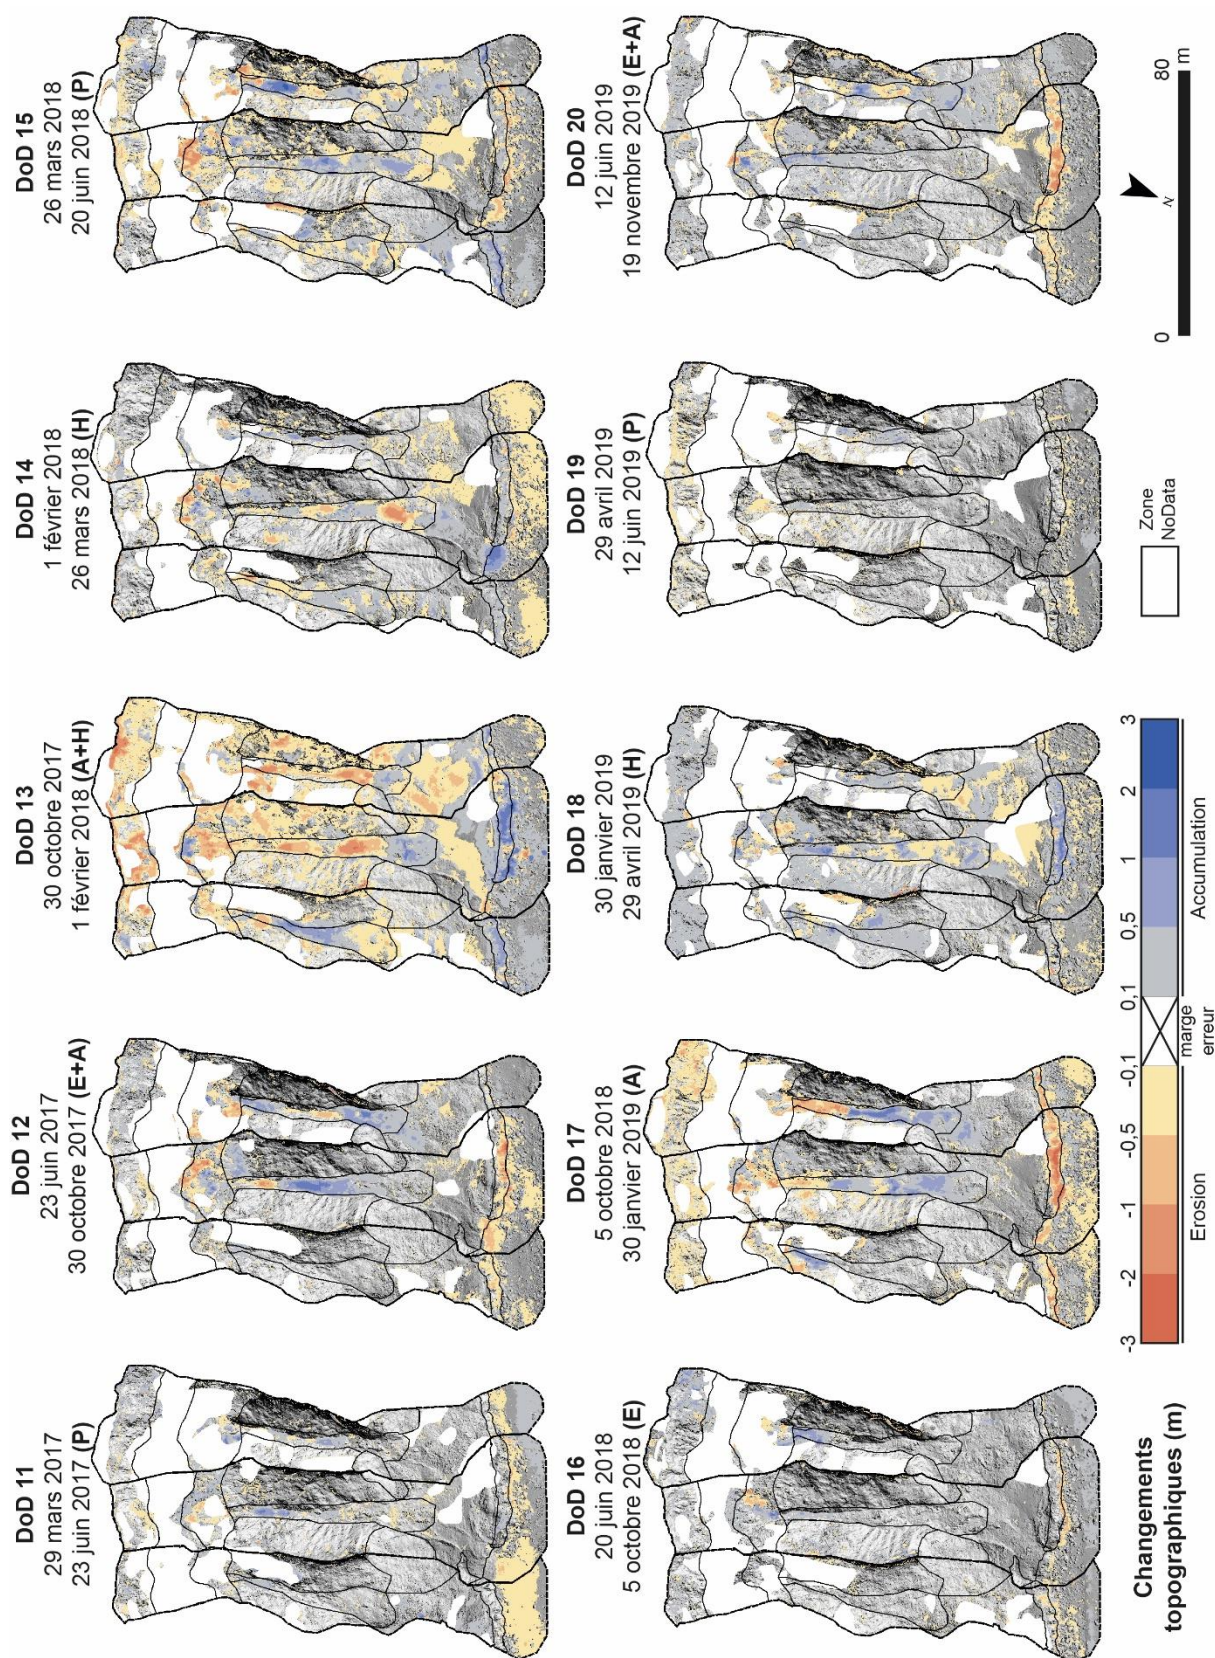 DoD 11
29 mars 2017
23 juin 2017 (P)
DoD 12
23 juin 2017
30 octobre 2017 (E+A)
DoD 13
30 octobre 2017
1 février 2018 (A+H)
DoD 14
1 février 2018
26 mars 2018 (H)
DoD 15
26 mars 2018
20 juin 2018 (P)
DoD 16
20 juin 2018
5 octobre 2018 (E)
DoD 17
5 octobre 2018
30 janvier 2019 (A)
DoD 18
30 janvier 2019
29 avril 2019 (H)
DoD 19
29 avril 2019
12 juin 2019 (P)
DoD 20
12 juin 2019
19 novembre 2019 (E+A)
Changements
topographiques (m)
-3 -2 -1 -0,5 -0,1 0,1 0,5 1 2 3
Erosion
marge
erreur
Accumulation
Zone
NoData
N
0 80
m